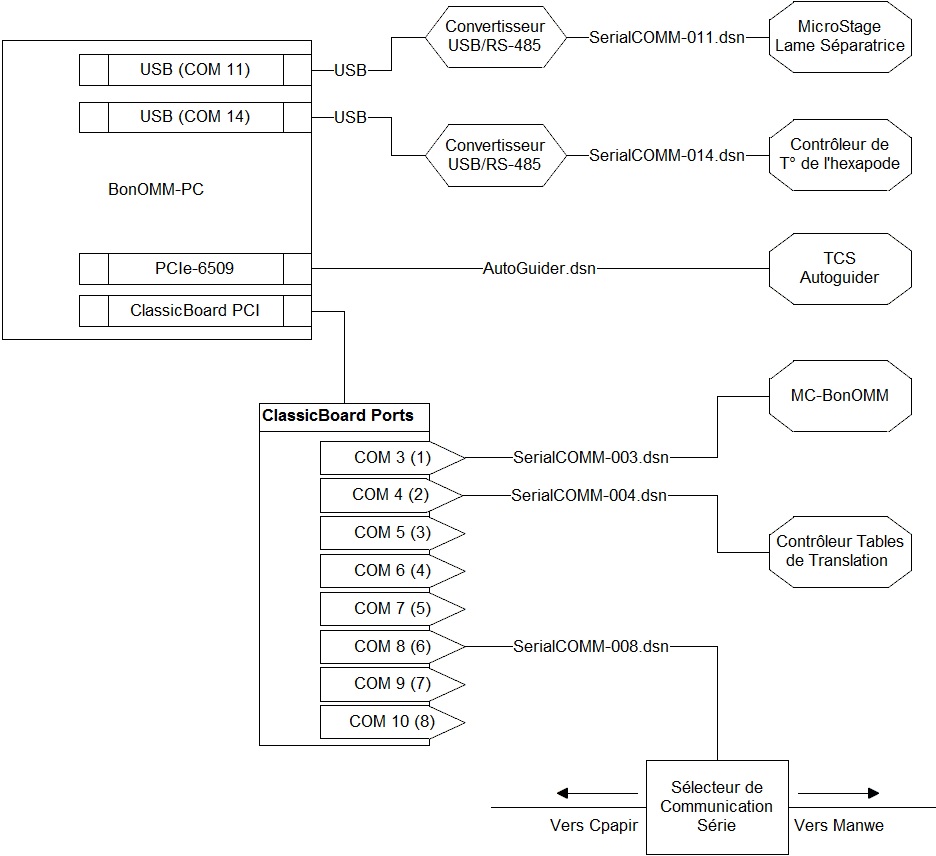 Convertisseur
USB/RS-485
SerialCOMM-011.dsn
MicroStage
Lame Séparatrice
USB (COM 11)
USB
USB (COM 14)
USB
Convertisseur
USB/RS-485
SerialCOMM-014.dsn
Contrôleur de
T° de l'hexapode
BonOMM-PC
PCIe-6509
AutoGuider.dsn
TCS
Autoguider
ClassicBoard PCI
MC-BonOMM
ClassicBoard Ports
COM 3 (1)
SerialCOMM-003.dsn
COM 4 (2)
SerialCOMM-004.dsn
COM 5 (3)
Contrôleur Tables
de Translation
COM 6 (4)
COM 7 (5)
COM 8 (6)
SerialCOMM-008.dsn
COM 9 (7)
COM 10 (8)
Sélecteur de
Communication
Série
Vers Cpapir
Vers Manwe